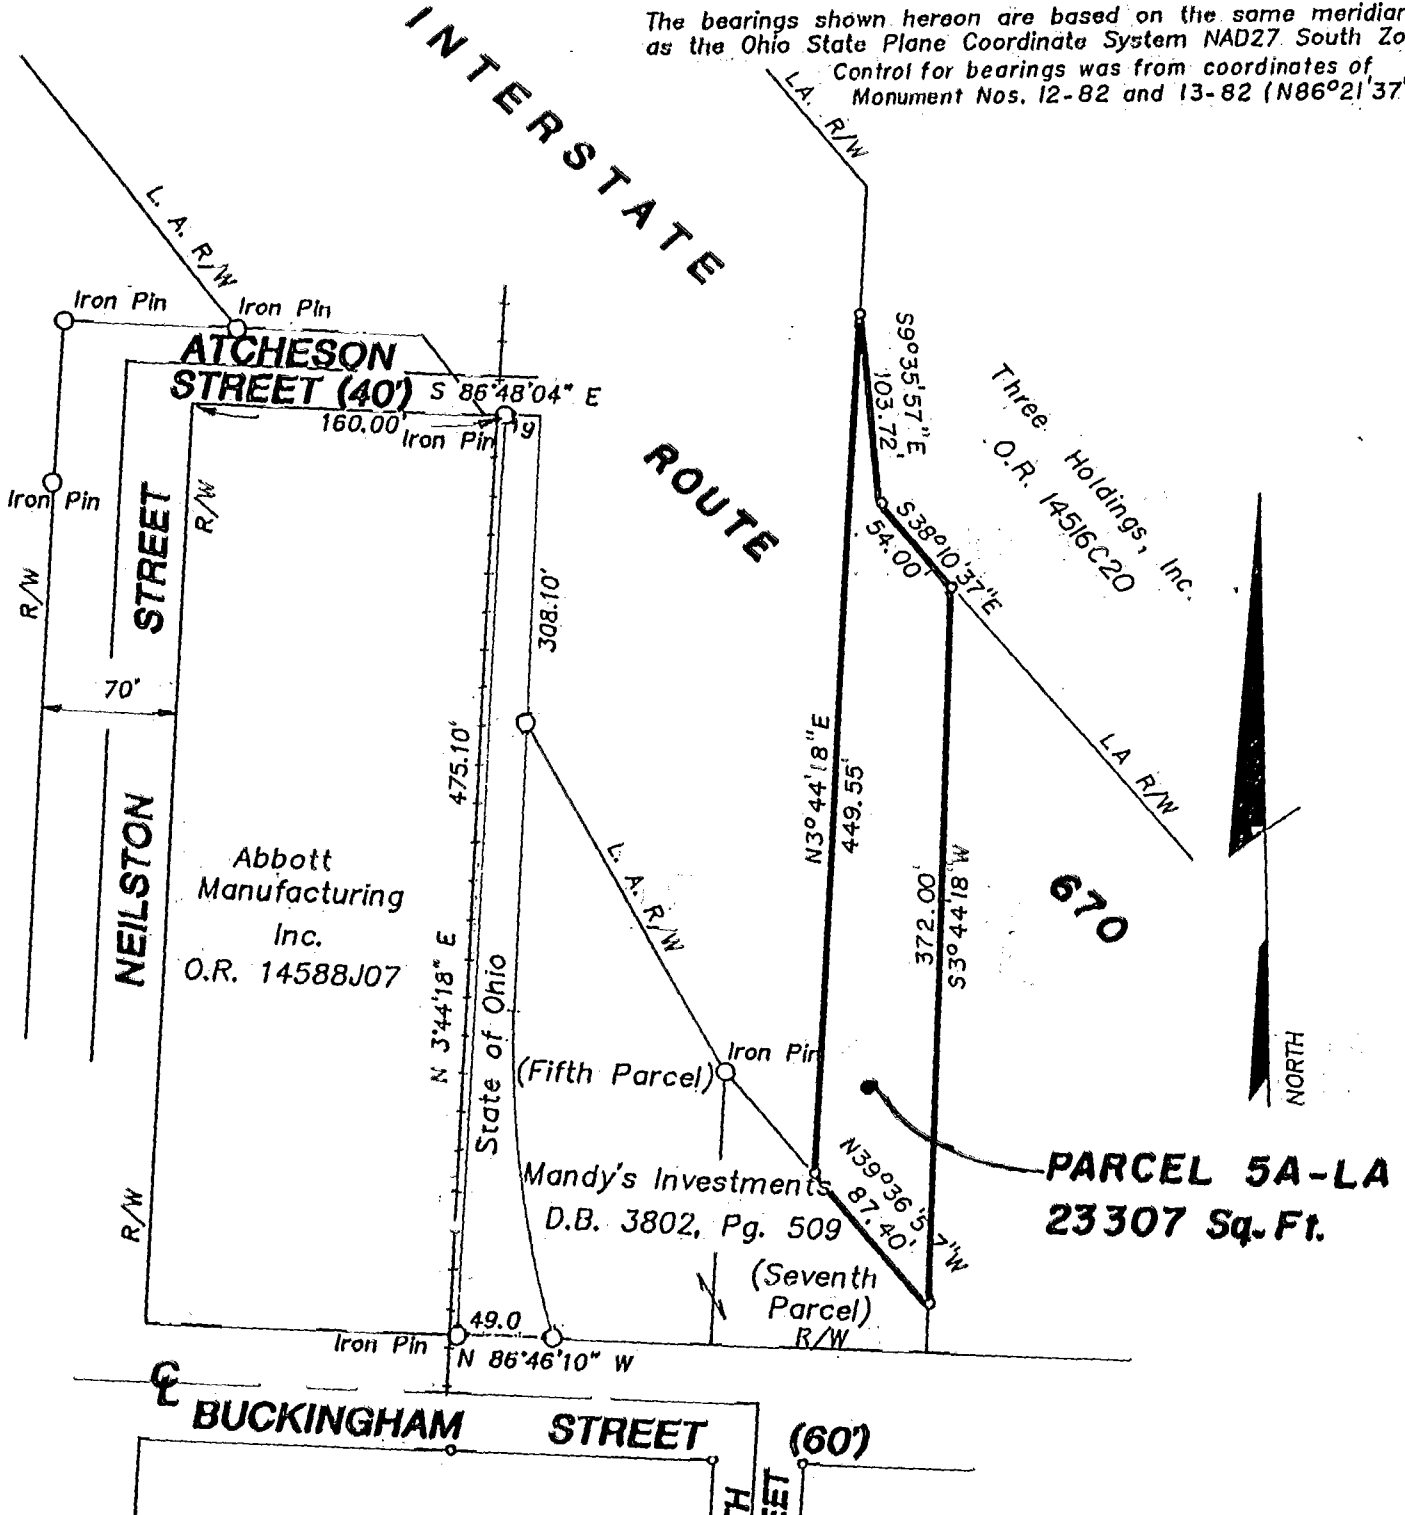 The bearings shown hereon are based on the same meridian
as the Ohio State Plane Coordinate System NAD27 South Zo
Control for bearings was from coordinates of
Monument Nos. 12-82 and 13-82 (N86°21'37"
INTERSTATE
ROUTE
670
LA. R/W
L. A. R/W
Iron Pin
Iron Pin
ATCHESON
STREET (40')
S 86°48'04" E
160.00'
Iron Pin
19
Iron Pin
R/W
R/W
STREET
NEILSTON
70'
R/W
308.10'
475.10'
N 3°44'18" E
State of Ohio
Abbott
Manufacturing
Inc.
O.R. 14588J07
S9°35'57"E
103.72'
S38°10'37"E
54.00'
Three Holdings, Inc.
O.R. 14516C20
LA R/W
N3°44'18"E
449.55'
372.00'
S3°44'18"W
L. A. R/W
Iron Pin
(Fifth Parcel)
Mandy's Investments
D.B. 3802, Pg. 509
(Seventh
Parcel)
R/W
N39°36'57"W
87.40'
NORTH
PARCEL 5A-LA
23307 Sq. Ft.
49.0
Iron Pin
N 86°46'10" W
CL
BUCKINGHAM STREET (60')
TH
EET